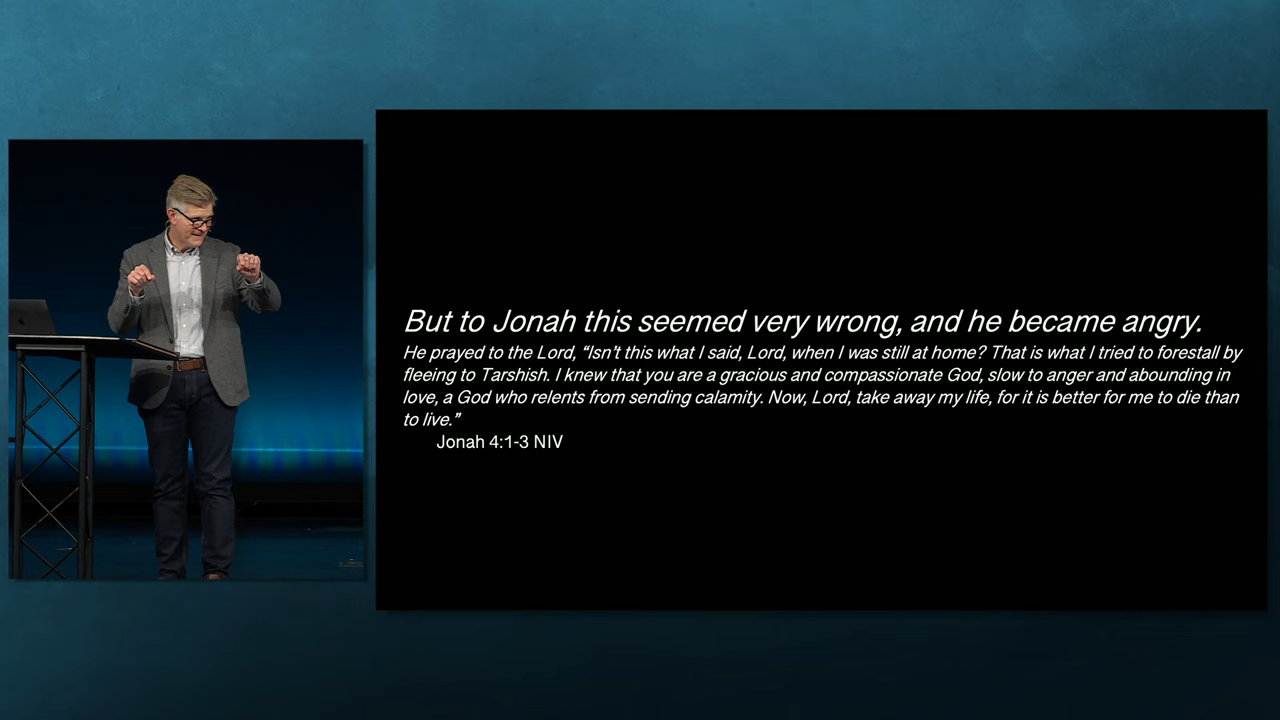 But to Jonah this seemed very wrong, and he became angry.
He prayed to the Lord, “Isn’t this what I said, Lord, when I was still at home? That is what I tried to forestall by
fleeing to Tarshish. I knew that you are a gracious and compassionate God, slow to anger and abounding in
love, a God who relents from sending calamity. Now, Lord, take away my life, for it is better for me to die than
to live.”
Jonah 4:1-3 NIV